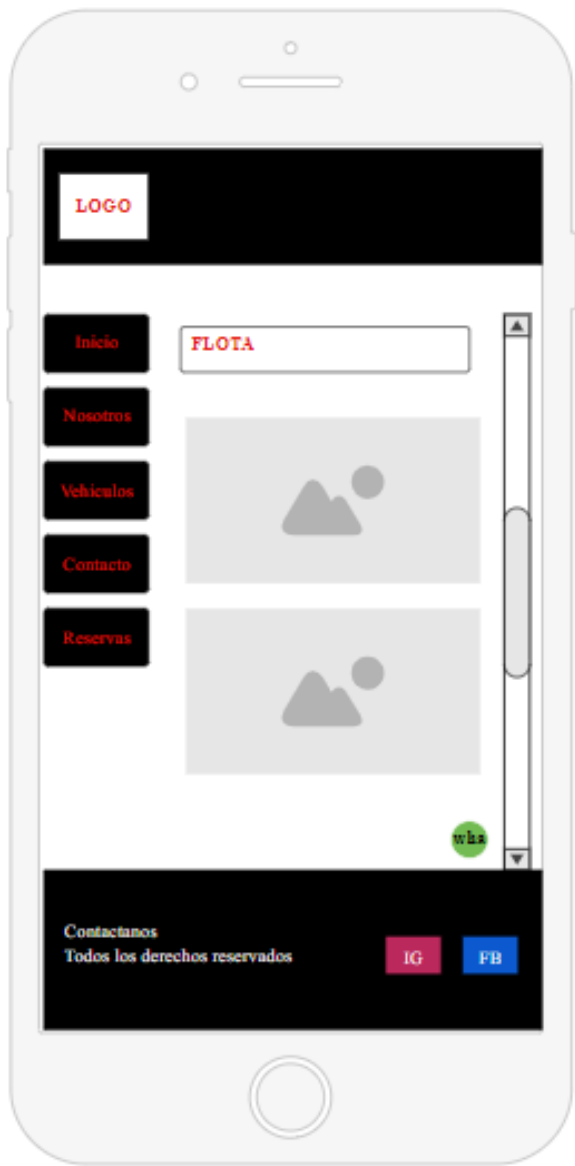 LOGO
Inicio
FLOTA
Nosotros
Vehiculos
Contacto
Reservas
wha
Contactanos
Todos los derechos reservados
IG
FB